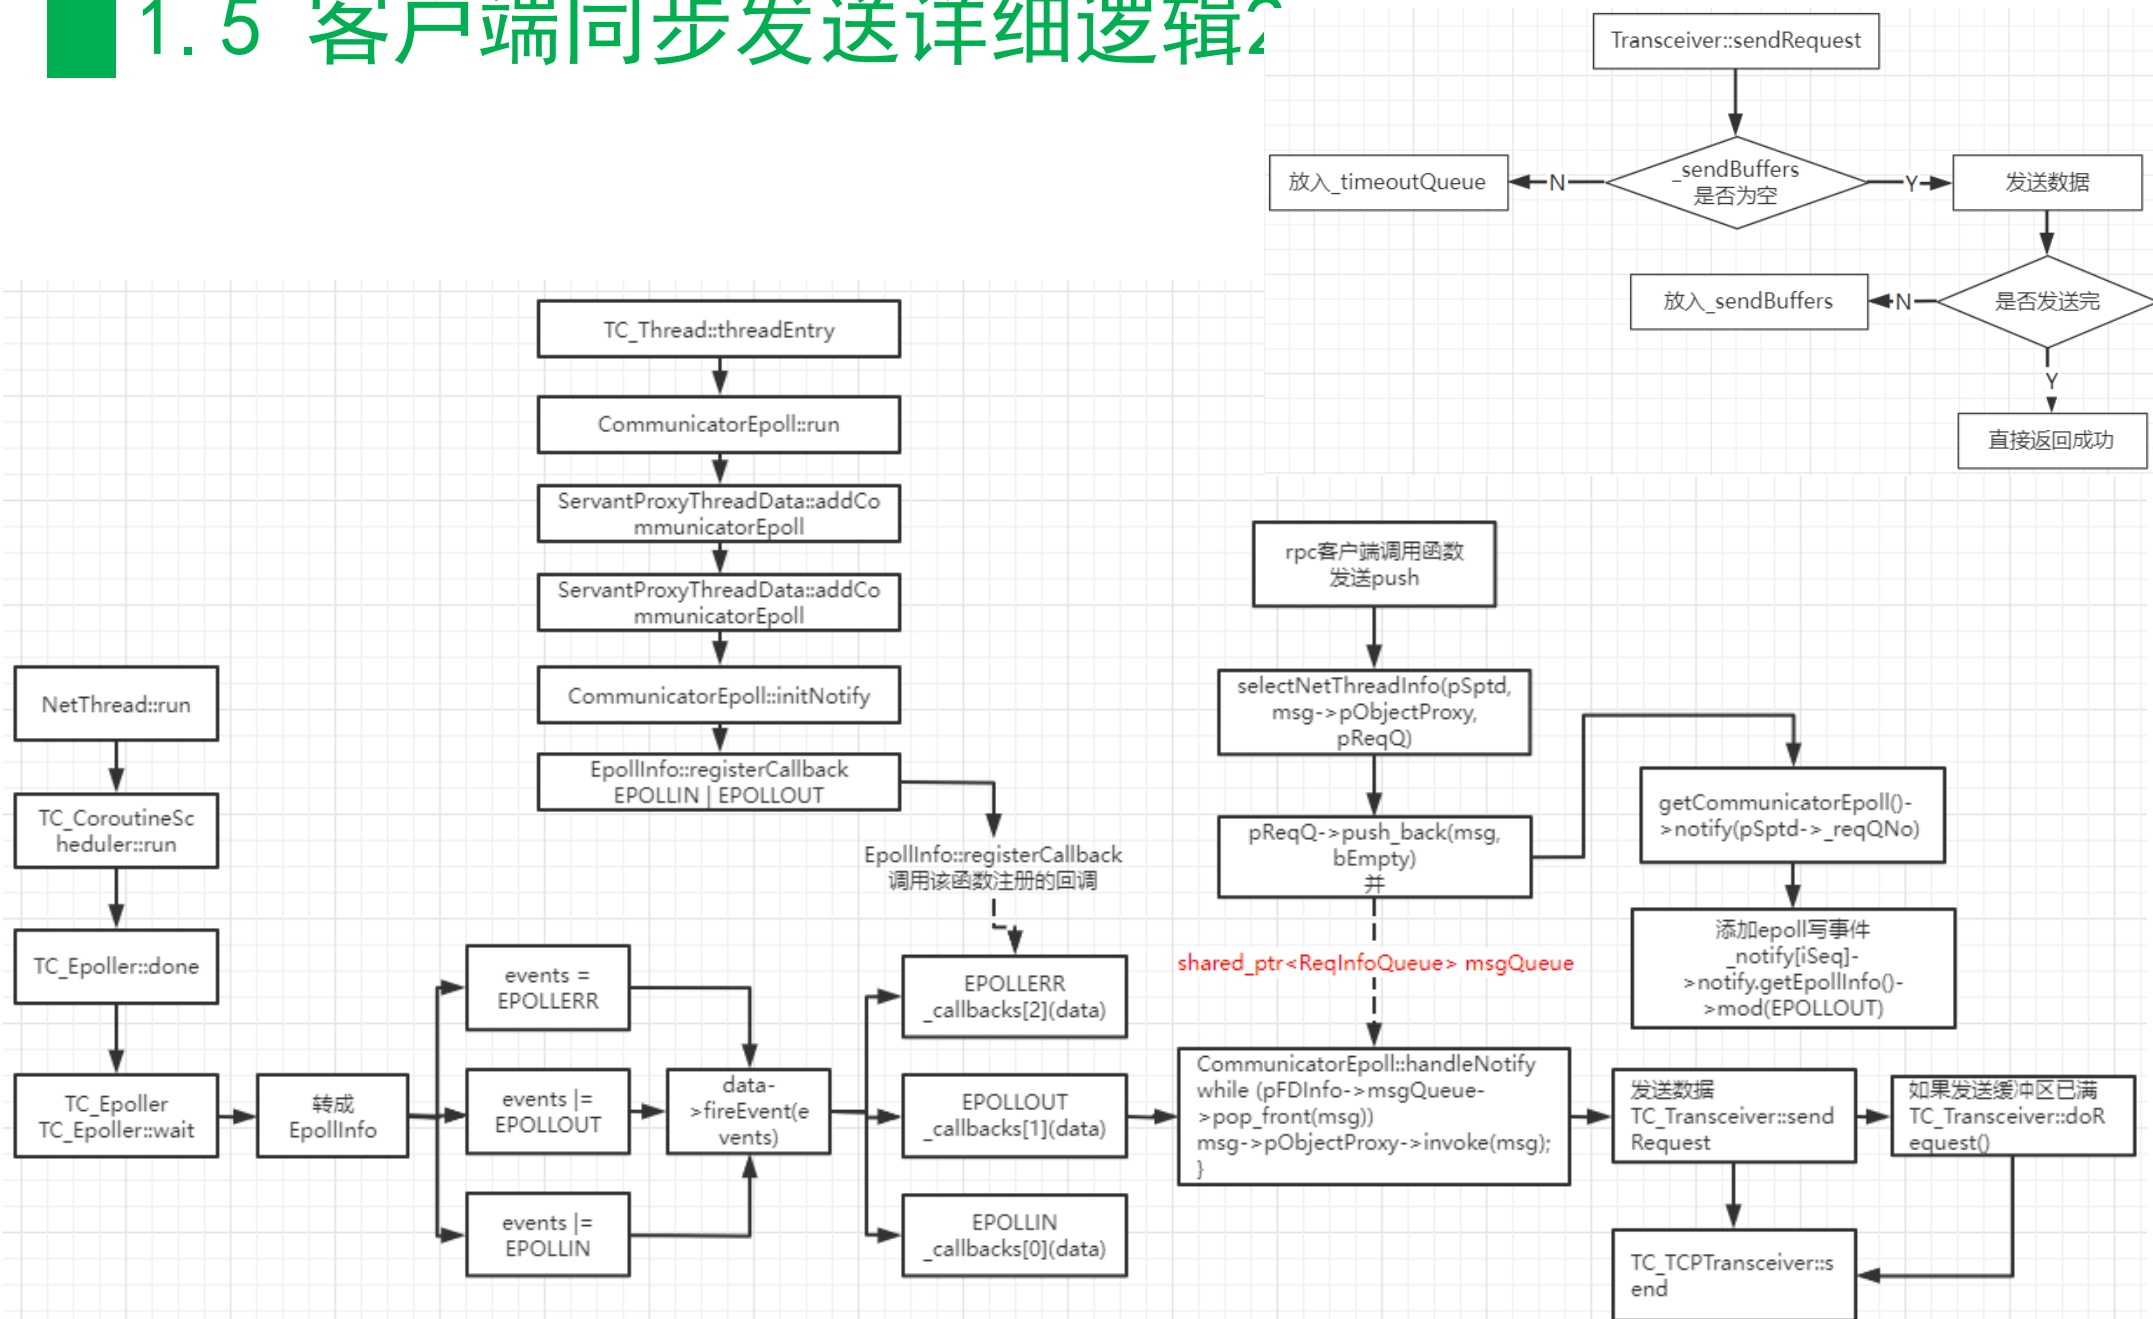 1.5 客户端同步发送详细逻辑2
Transceiver::sendRequest
_sendBuffers
是否为空
N
放入_timeoutQueue
Y
发送数据
是否发送完
N
放入_sendBuffers
Y
直接返回成功
TC_Thread::threadEntry
CommunicatorEpoll::run
ServantProxyThreadData::addCo
mmunicatorEpoll
ServantProxyThreadData::addCo
mmunicatorEpoll
CommunicatorEpoll::initNotify
EpollInfo::registerCallback
EPOLLIN | EPOLLOUT
EpollInfo::registerCallback
调用该函数注册的回调
NetThread::run
TC_CoroutineSc
heduler::run
TC_Epoller::done
TC_Epoller
TC_Epoller::wait
转成
EpollInfo
events =
EPOLLERR
events |=
EPOLLOUT
events |=
EPOLLIN
data-
>fireEvent(e
vents)
EPOLLERR
_callbacks[2](data)
EPOLLOUT
_callbacks[1](data)
EPOLLIN
_callbacks[0](data)
rpc客户端调用函数
发送push
selectNetThreadInfo(pSptd,
msg->pObjectProxy,
pReqQ)
pReqQ->push_back(msg,
bEmpty)
并
shared_ptr<ReqInfoQueue> msgQueue
CommunicatorEpoll::handleNotify
while (pFDInfo->msgQueue-
>pop_front(msg))
msg->pObjectProxy->invoke(msg);
}
getCommunicatorEpoll()-
>notify(pSptd->_reqQNo)
添加epoll写事件
_notify[iSeq]-
>notify.getEpollInfo()-
>mod(EPOLLOUT)
发送数据
TC_Transceiver::send
Request
如果发送缓冲区已满
TC_Transceiver::doR
equest()
TC_TCPTransceiver::s
end